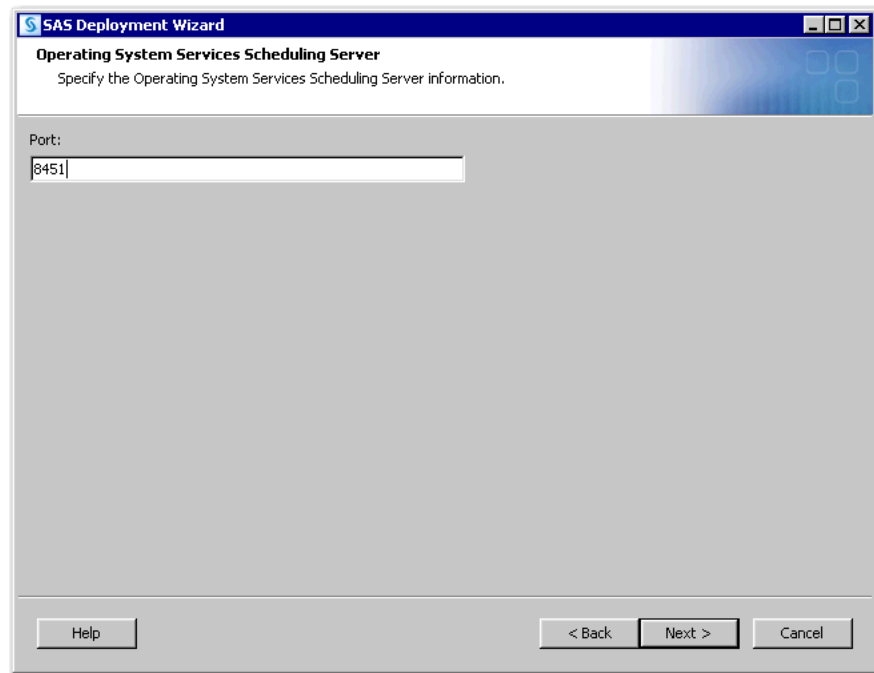 SAS Deployment Wizard
Operating System Services Scheduling Server
Specify the Operating System Services Scheduling Server information.
Port:
8451
Help
< Back
Next >
Cancel